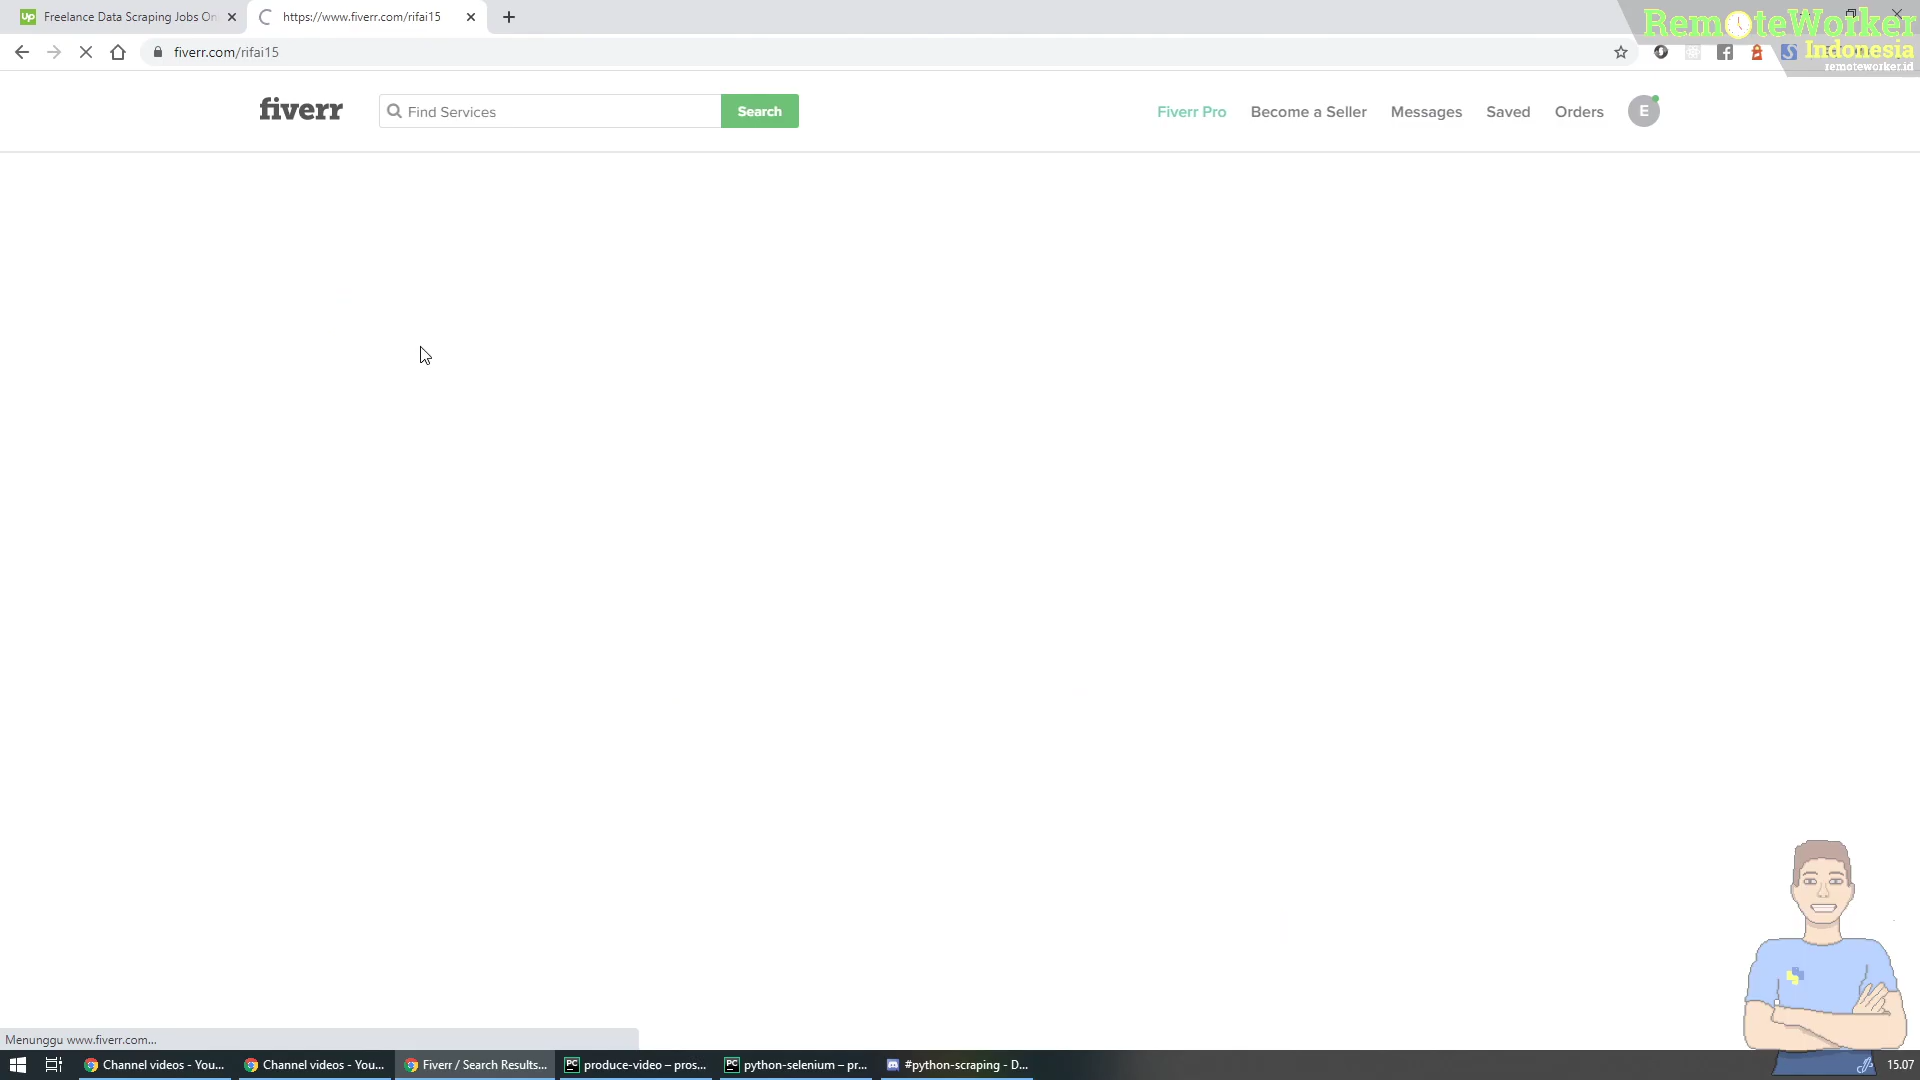 Freelance Data Scraping Jobs On
https://www.fiverr.com/rifai15
fiverr.com/rifai15
RemoteWorker
Indonesia
remoteworker.id
fiverr
Find Services
Search
Fiverr Pro
Become a Seller
Messages
Saved
Orders
E
Menunggu www.fiverr.com...
Channel videos - You...
Channel videos - You...
Fiverr / Search Results...
produce-video – pros...
python-selenium – pr...
#python-scraping - D...
15.07